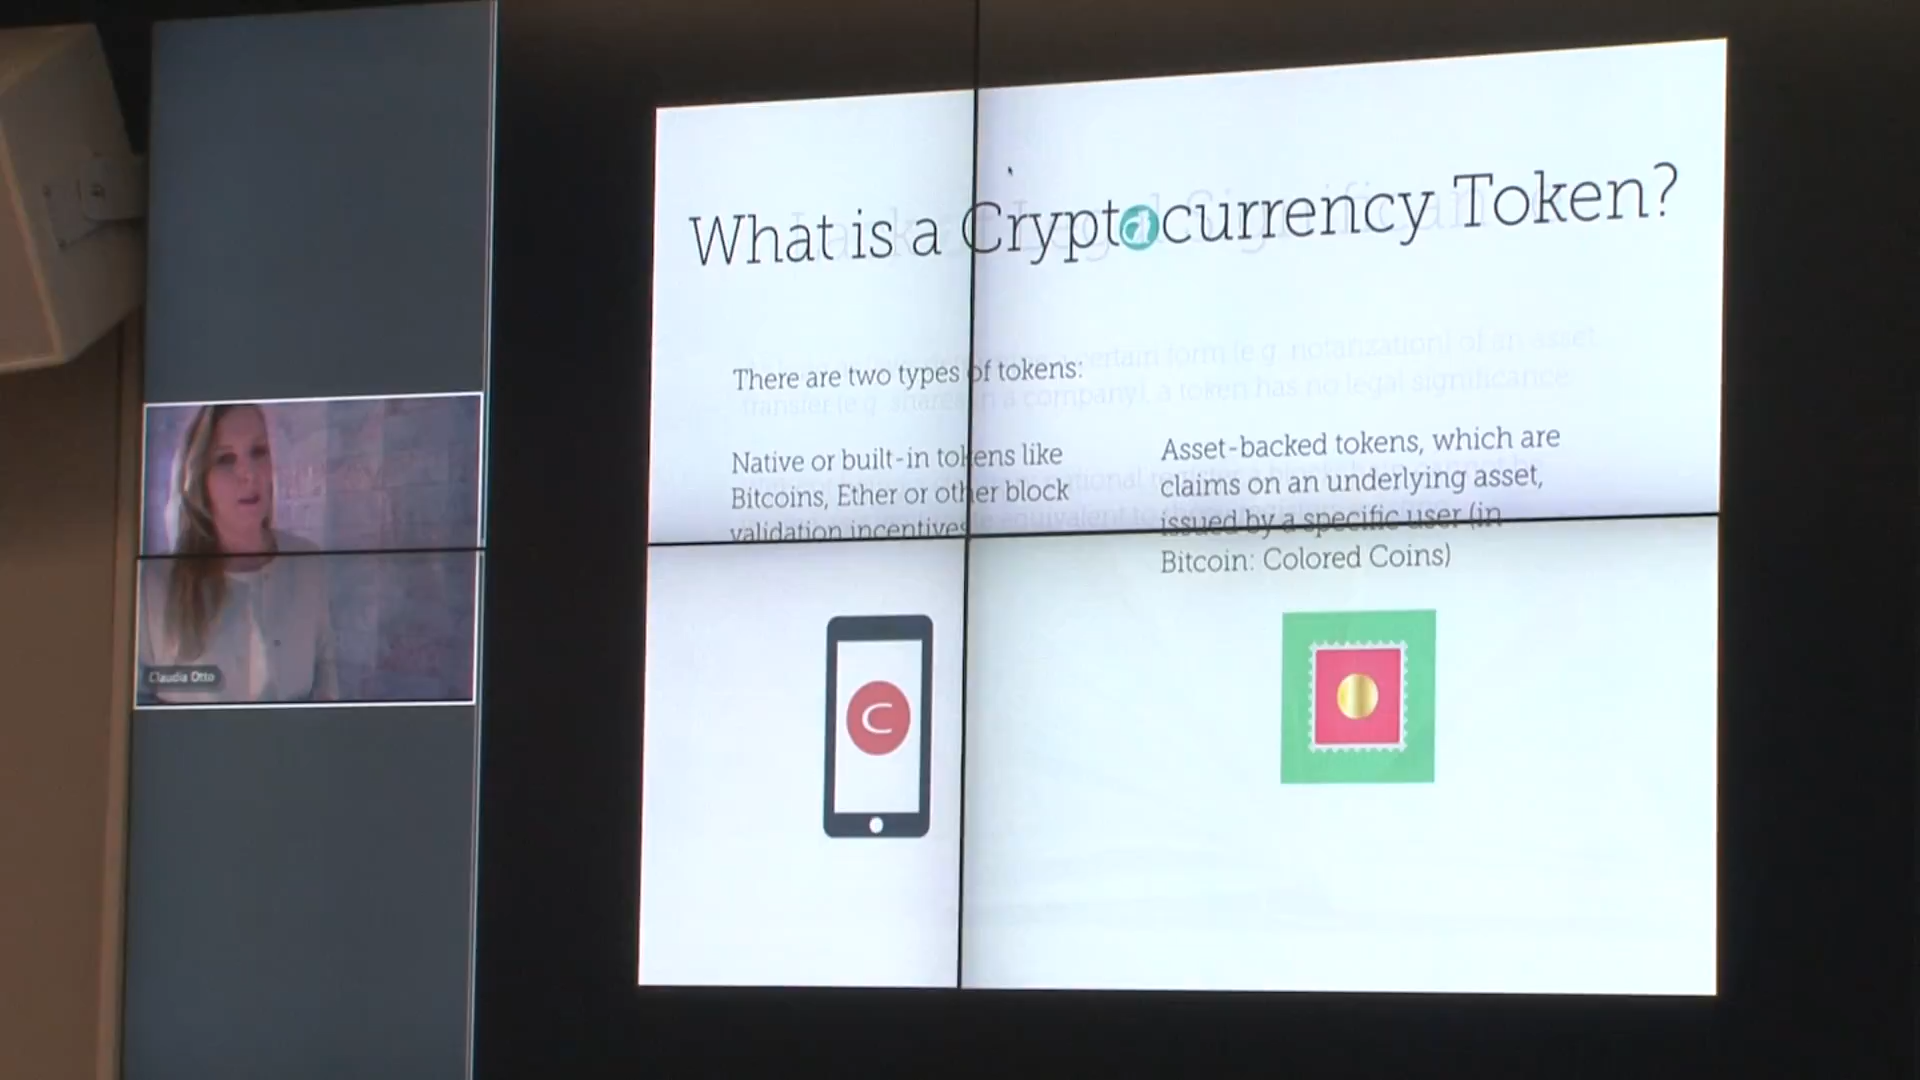 What is a Cryptocurrency Token?
There are two types of tokens:
Native or built-in tokens like
Bitcoins, Ether or other block
validation incentives
Asset-backed tokens, which are
claims on an underlying asset,
issued by a specific user (in
Bitcoin: Colored Coins)
C
Claudia Otto